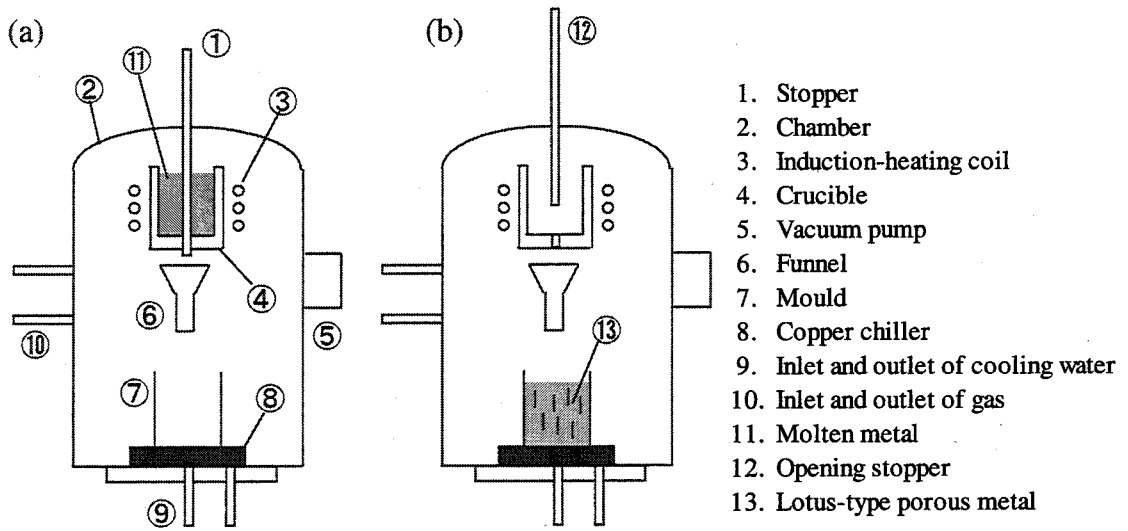 (a)
①
⑪
②
③
④
⑥
⑤
⑩
⑦
⑧
⑨
(b)
⑫
⑬
1. Stopper
2. Chamber
3. Induction-heating coil
4. Crucible
5. Vacuum pump
6. Funnel
7. Mould
8. Copper chiller
9. Inlet and outlet of cooling water
10. Inlet and outlet of gas
11. Molten metal
12. Opening stopper
13. Lotus-type porous metal